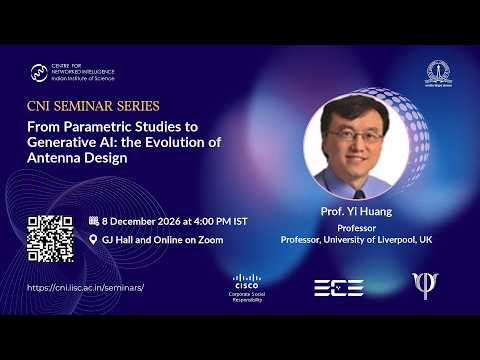 CENTRE FOR
NETWORKED INTELLIGENCE
Indian Institute of Science
CNI SEMINAR SERIES
From Parametric Studies to
Generative AI: the Evolution of
Antenna Design
8 December 2026 at 4:00 PM IST
GJ Hall and Online on Zoom
https://cni.iisc.ac.in/seminars/
Prof. Yi Huang
Professor
Professor, University of Liverpool, UK
CISCO
Corporate Social
Responsibility
ECE